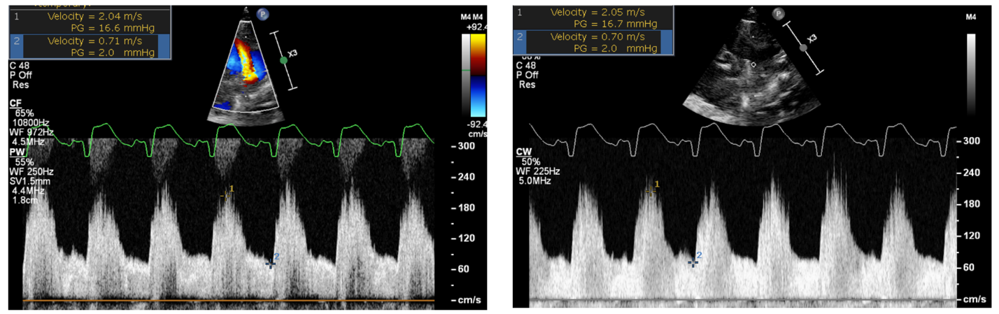 1 Velocity = 2.04 m/s
PG = 16.6 mmHg
2 Velocity = 0.71 m/s
PG = 2.0 mmHg
C 48
P Off
Res
CF
65%
10800Hz
WF 972Hz
4.5MHz
PW
55%
WF 250Hz
SV1.5mm
4.4MHz
1.8cm
P
X3
M4 M4
+92.4
-92.4
cm/s
300
240
180
120
60
cm/s
1
2
1 Velocity = 2.05 m/s
PG = 16.7 mmHg
2 Velocity = 0.70 m/s
PG = 2.0 mmHg
C 48
P Off
Res
CW
50%
WF 225Hz
5.0MHz
P
X3
M4
300
240
180
120
60
cm/s
1
2